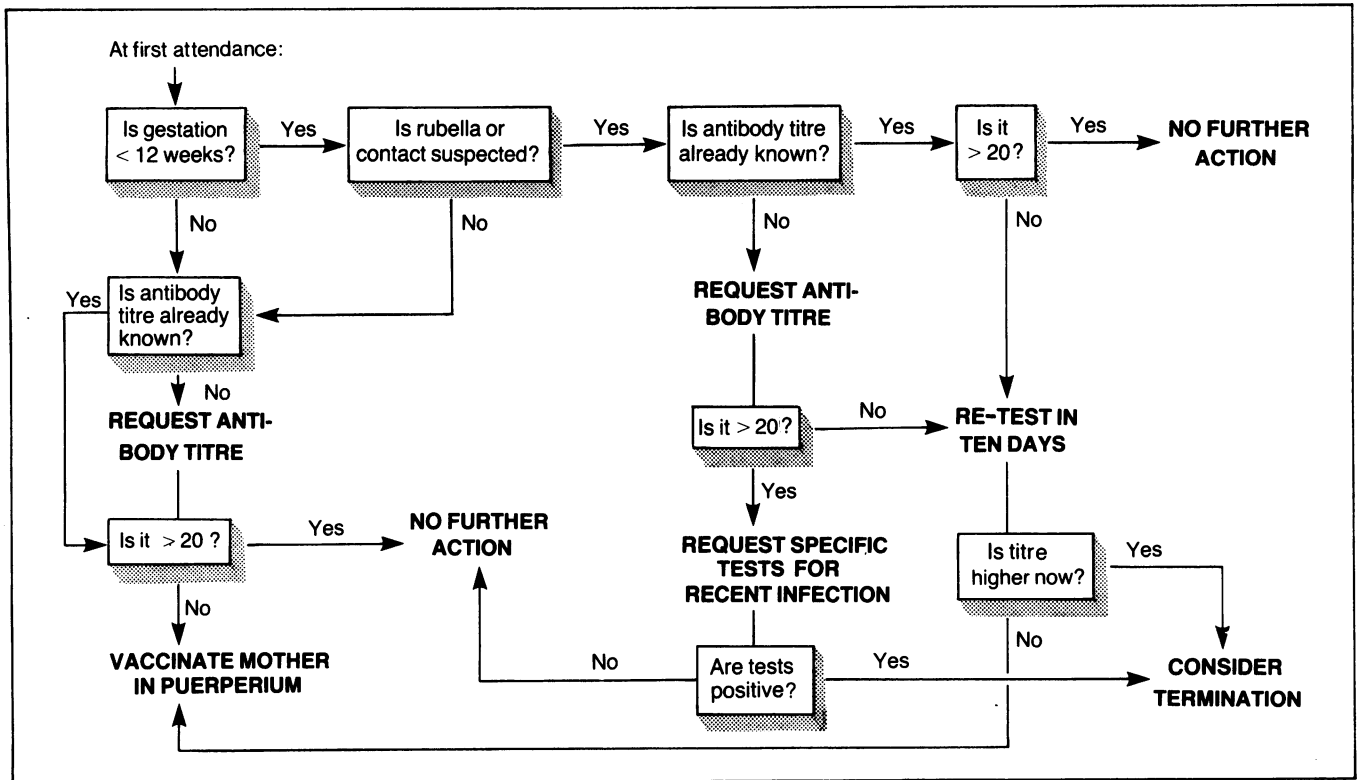 At first attendance:
Is gestation
< 12 weeks?
Yes
Is rubella or
contact suspected?
Yes
Is antibody titre
already known?
Yes
Is it
> 20?
Yes
NO FURTHER
ACTION
No
No
No
No
Yes
Is antibody
titre already
known?
REQUEST ANTI-
BODY TITRE
No
REQUEST ANTI-
BODY TITRE
Is it > 20?
No
RE-TEST IN
TEN DAYS
Yes
Is it > 20 ?
Yes
NO FURTHER
ACTION
REQUEST SPECIFIC
TESTS FOR
RECENT INFECTION
Is titre
higher now?
Yes
No
No
VACCINATE MOTHER
IN PUERPERIUM
No
Are tests
positive?
Yes
CONSIDER
TERMINATION